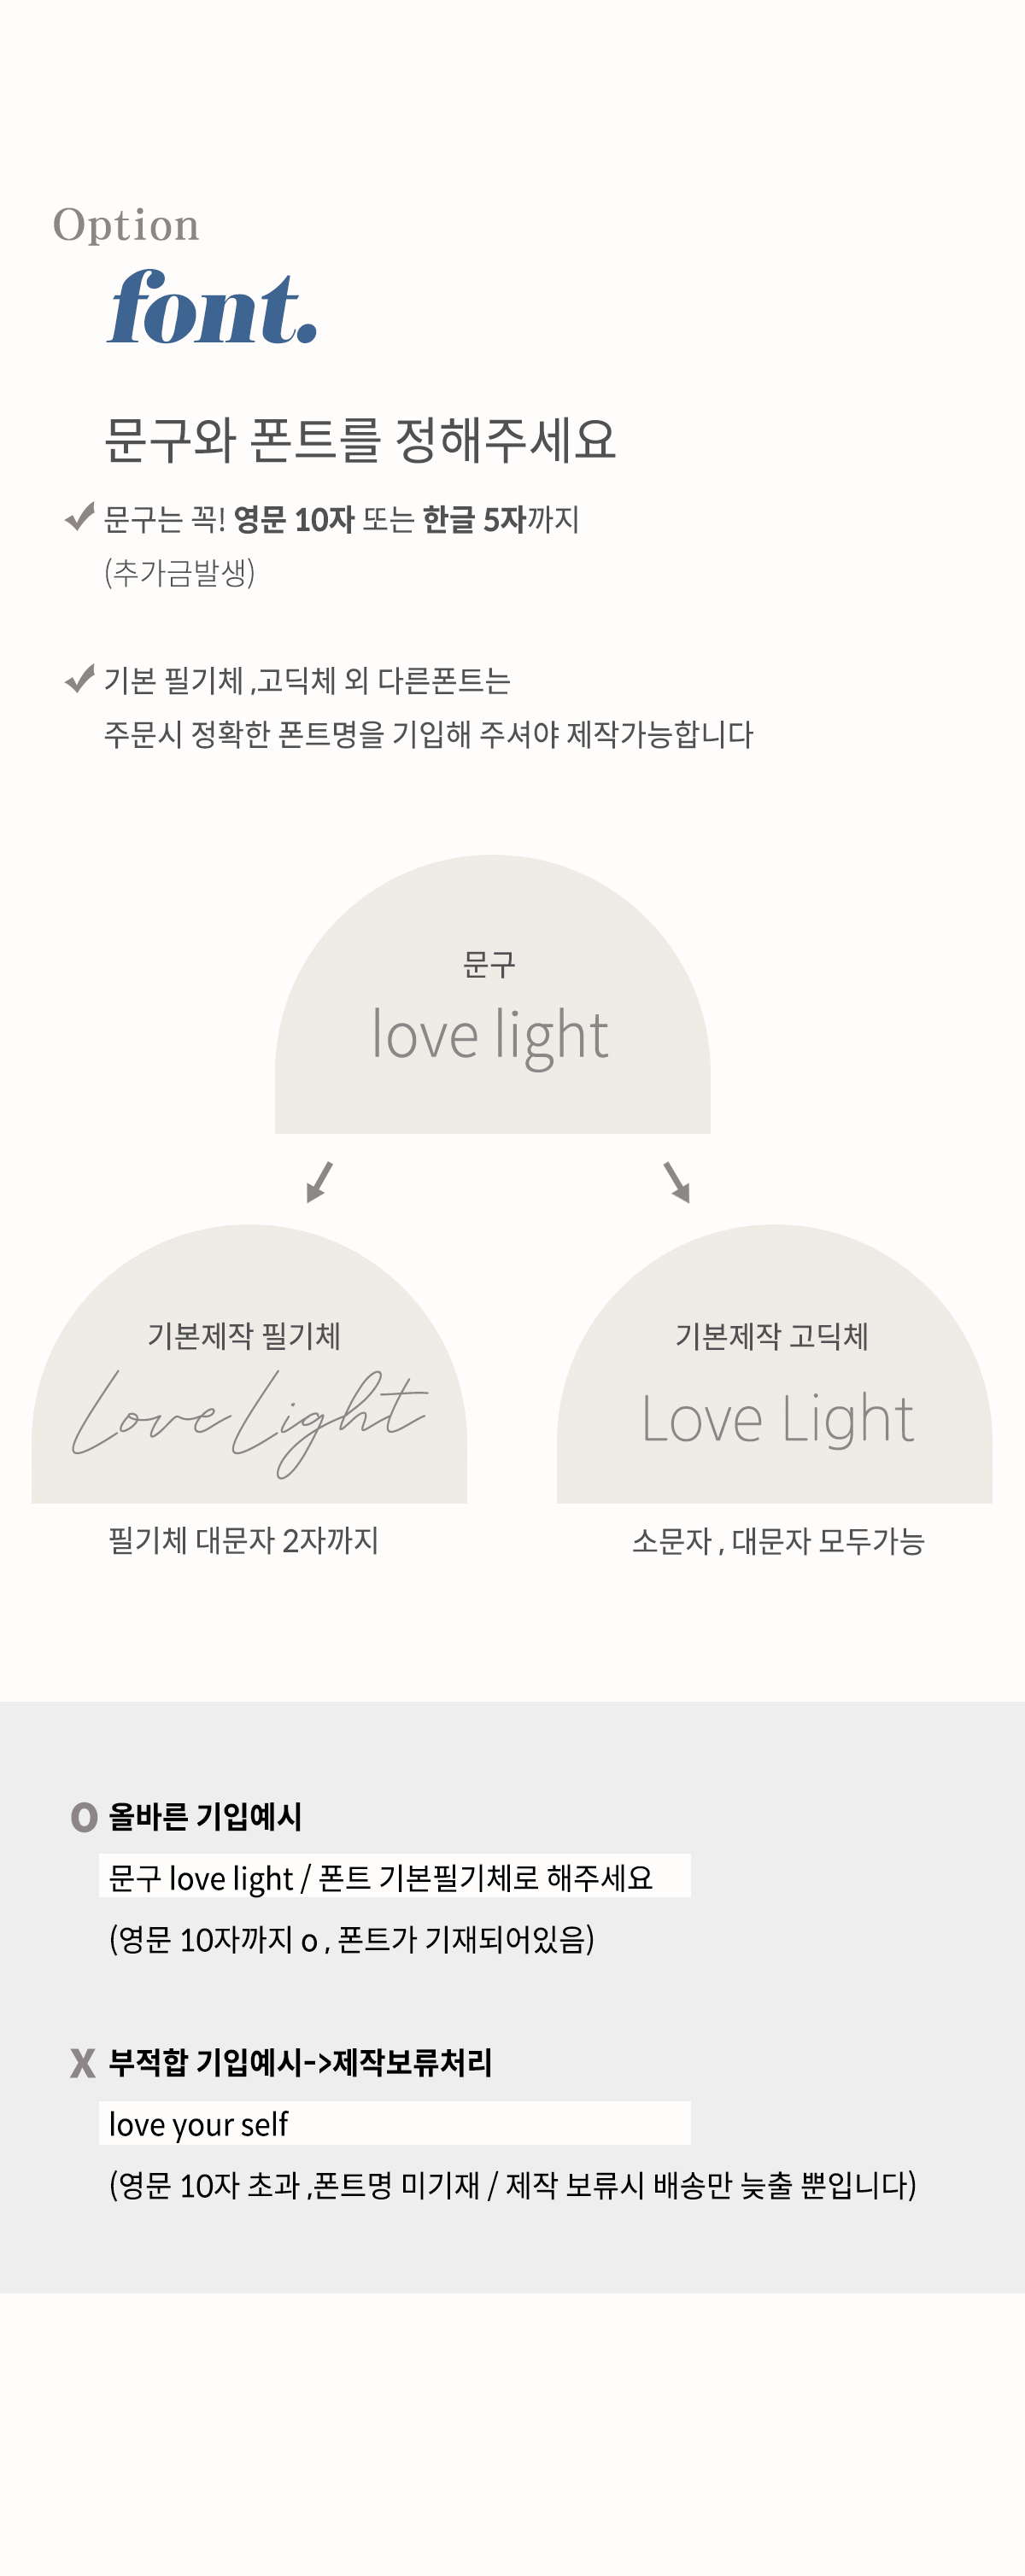 Option
font.
문구와 폰트를 정해주세요
문구는 꼭! 영문 10자 또는 한글 5자까지
(추가금발생)
기본 필기체 ,고딕체 외 다른폰트는
주문시 정확한 폰트명을 기입해 주셔야 제작가능합니다
문구
love light
기본제작 필기체
Love Light
필기체 대문자 2자까지
기본제작 고딕체
Love Light
소문자 , 대문자 모두가능
O 올바른 기입예시
문구 love light / 폰트 기본필기체로 해주세요
(영문 10자까지 o , 폰트가 기재되어있음)
X 부적합 기입예시->제작보류처리
love your self
(영문 10자 초과 ,폰트명 미기재 / 제작 보류시 배송만 늦출 뿐입니다)